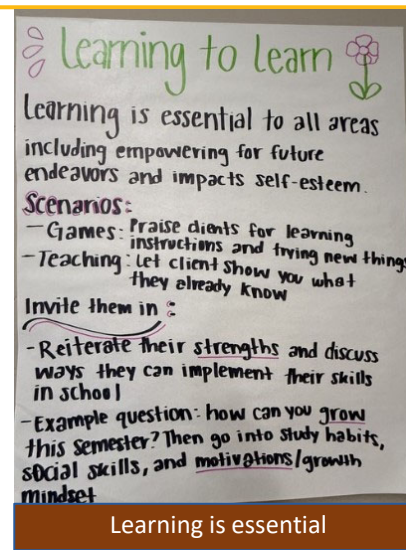 Learning to Learn
Learning is essential to all areas
including empowering for future
endeavors and impacts self-esteem.
Scenarios:
- Games: Praise clients for learning
instructions and trying new things
- Teaching: Let client show you what
they already know
Invite them in:
- Reiterate their strengths and discuss
ways they can implement their skills
in school
- Example question: how can you grow
this semester? Then go into study habits,
social skills, and motivations/growth
mindset
Learning is essential